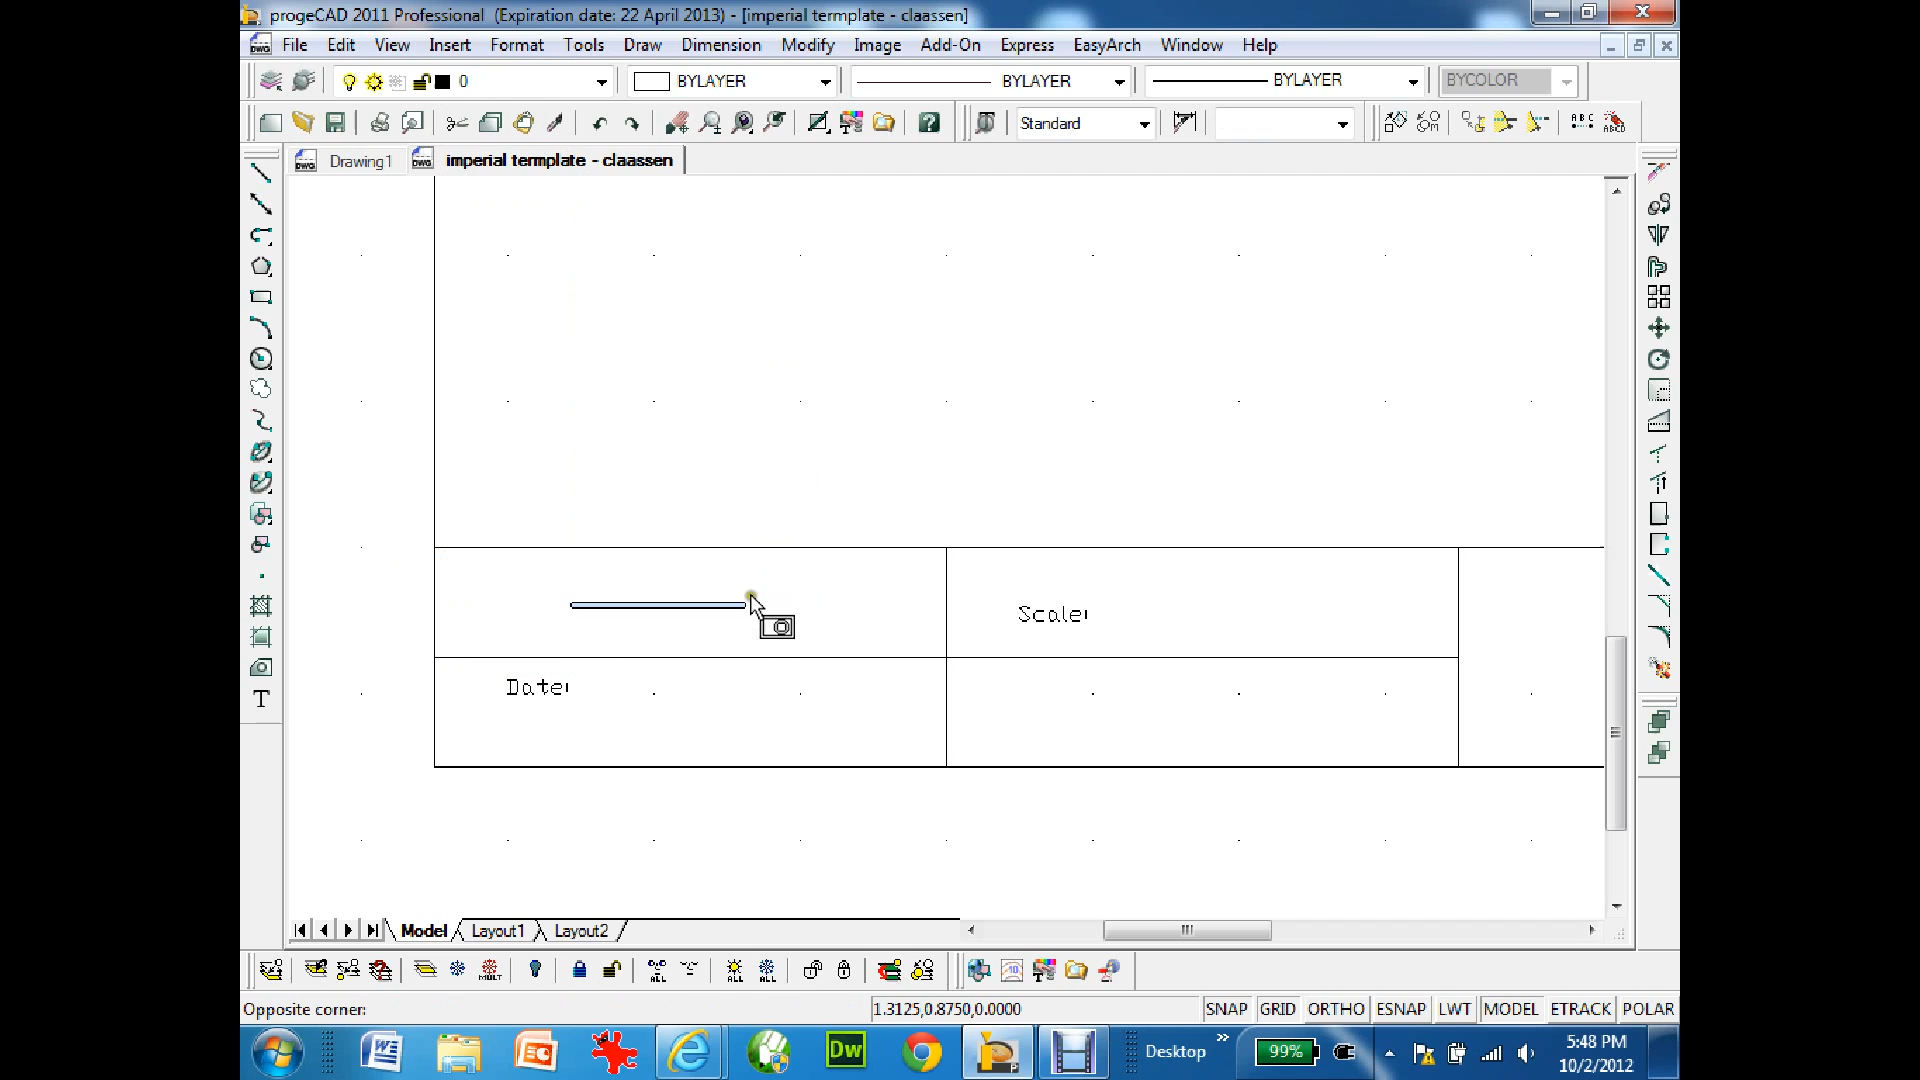 progeCAD 2011 Professional (Expiration date: 22 April 2013) - [imperial termplate - claassen]
File Edit View Insert Format Tools Draw Dimension Modify Image Add-On Express EasyArch Window Help
0 BYLAYER BYLAYER BYLAYER BYCOLOR
Standard
Drawing1 imperial termplate - claassen
Scale:
Date:
Model Layout1 Layout2
Opposite corner: 1.3125,0.8750,0.0000 SNAP GRID ORTHO ESNAP LWT MODEL ETRACK POLAR
Dw Desktop 99% 5:48 PM
10/2/2012